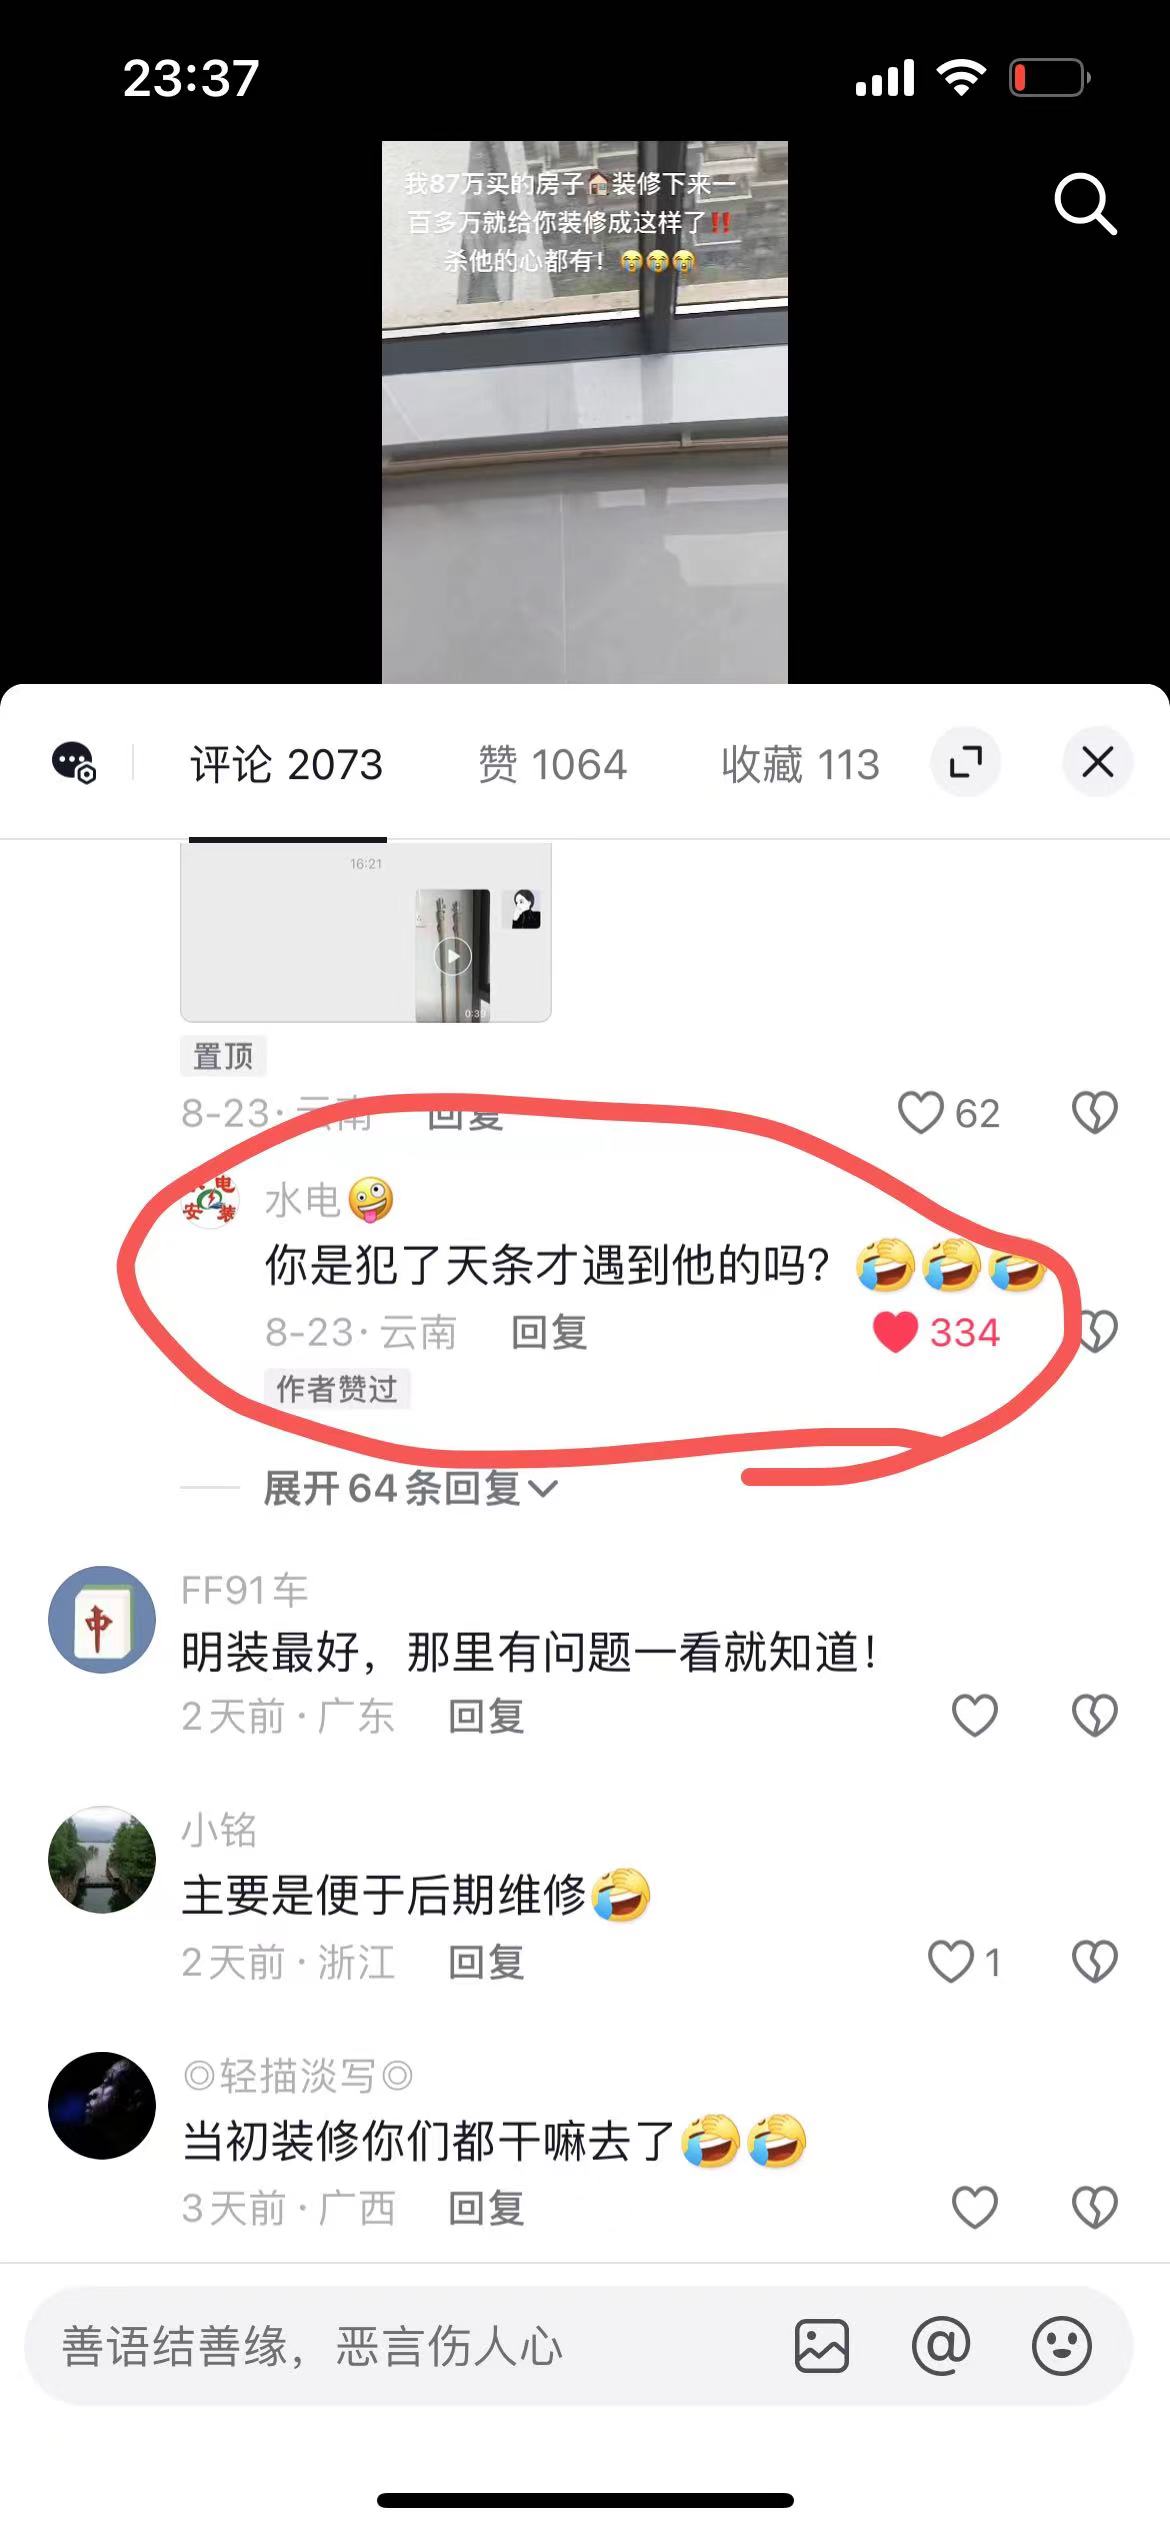 23:37
我87万买的房子🏠装修下来一
百多万就给你装修成这样了‼️
杀他的心都有！😭😭😭
评论 2073
赞 1064
收藏 113
16:21
0:39
置顶
8-23·云南 回复
62
水电🤪
你是犯了天条才遇到他的吗？
8-23·云南 回复
334
作者赞过
展开64条回复
FF91车
明装最好，那里有问题一看就知道！
2天前·广东 回复
小铭
主要是便于后期维修
2天前·浙江 回复
1
◎轻描淡写◎
当初装修你们都干嘛去了
3天前·广西 回复
善语结善缘，恶言伤人心